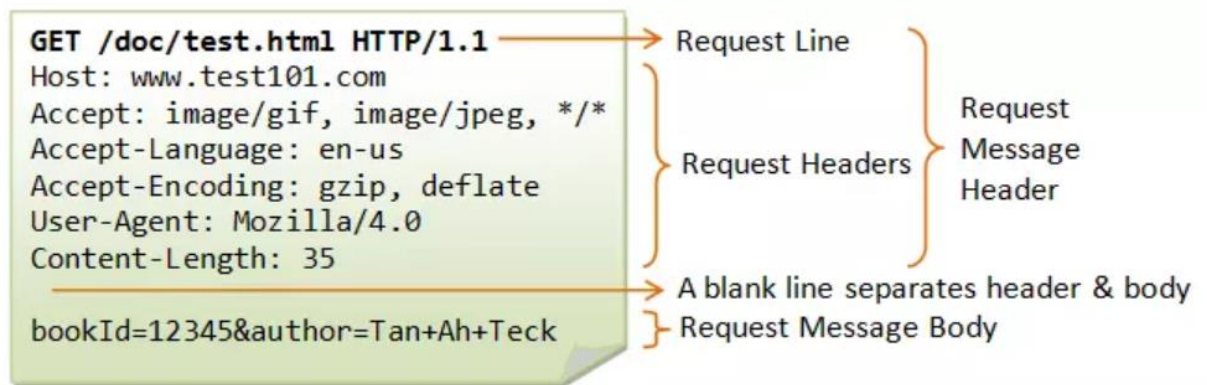 GET /doc/test.html HTTP/1.1
Host: www.test101.com
Accept: image/gif, image/jpeg, */*
Accept-Language: en-us
Accept-Encoding: gzip, deflate
User-Agent: Mozilla/4.0
Content-Length: 35
bookId=12345&author=Tan+Ah+Teck
Request Line
Request Headers
Request
Message
Header
A blank line separates header & body
Request Message Body